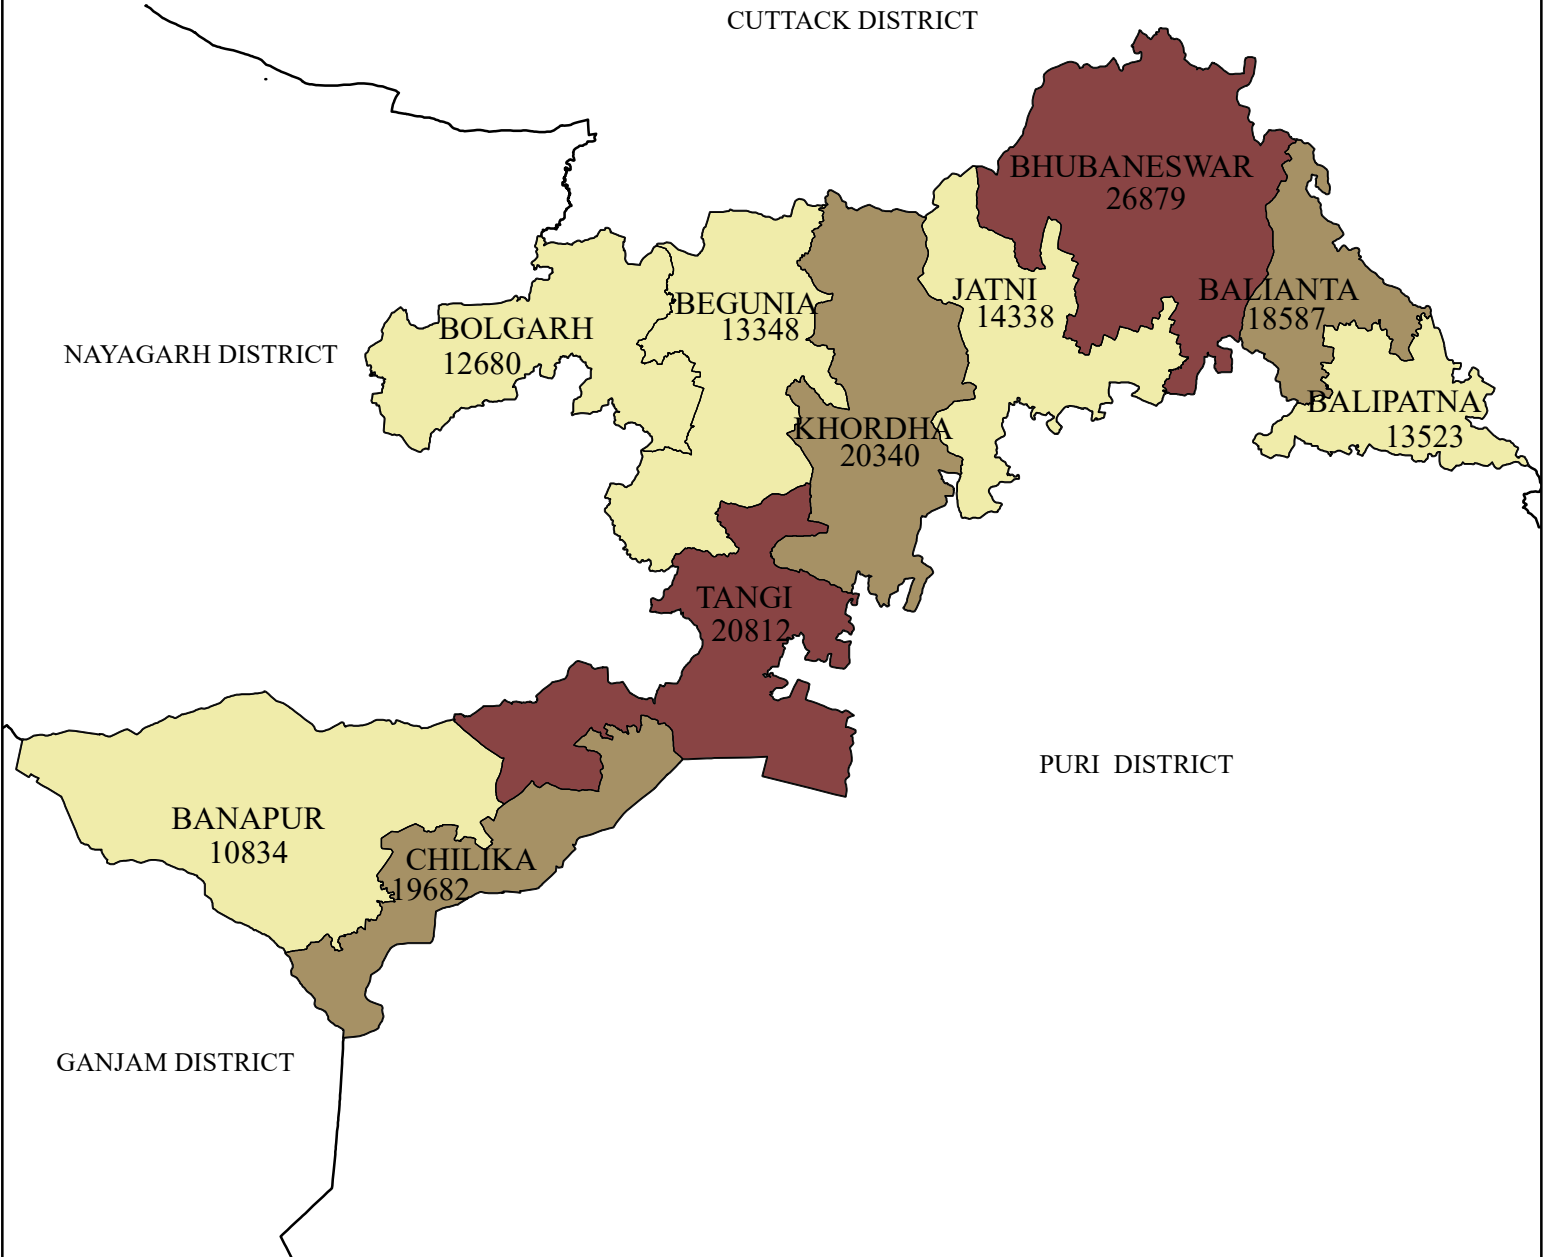 CUTTACK DISTRICT
BHUBANESWAR
26879
BALIANTA
18587
JATNI
14338
BEGUNIA
13348
BOLGARH
12680
NAYAGARH DISTRICT
BALIPATNA
13523
KHORDHA
20340
TANGI
20812
PURI DISTRICT
BANAPUR
10834
CHILIKA
19682
GANJAM DISTRICT